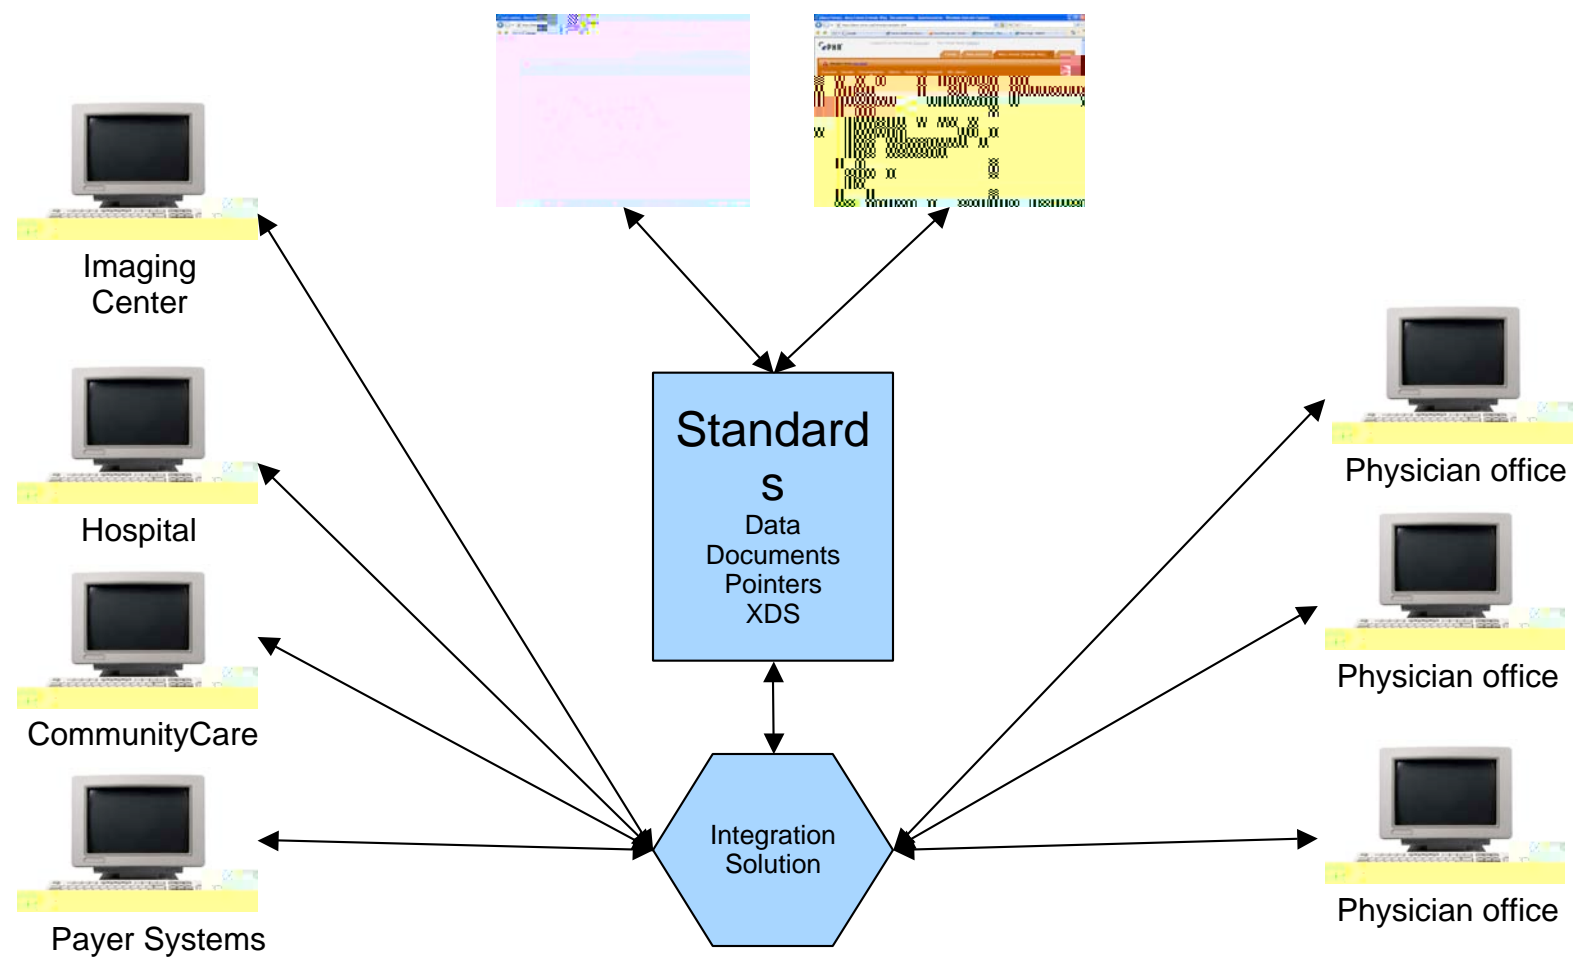 ePHR
Imaging
Center
Hospital
CommunityCare
Payer Systems
Standard
s
Data
Documents
Pointers
XDS
Integration
Solution
Physician office
Physician office
Physician office